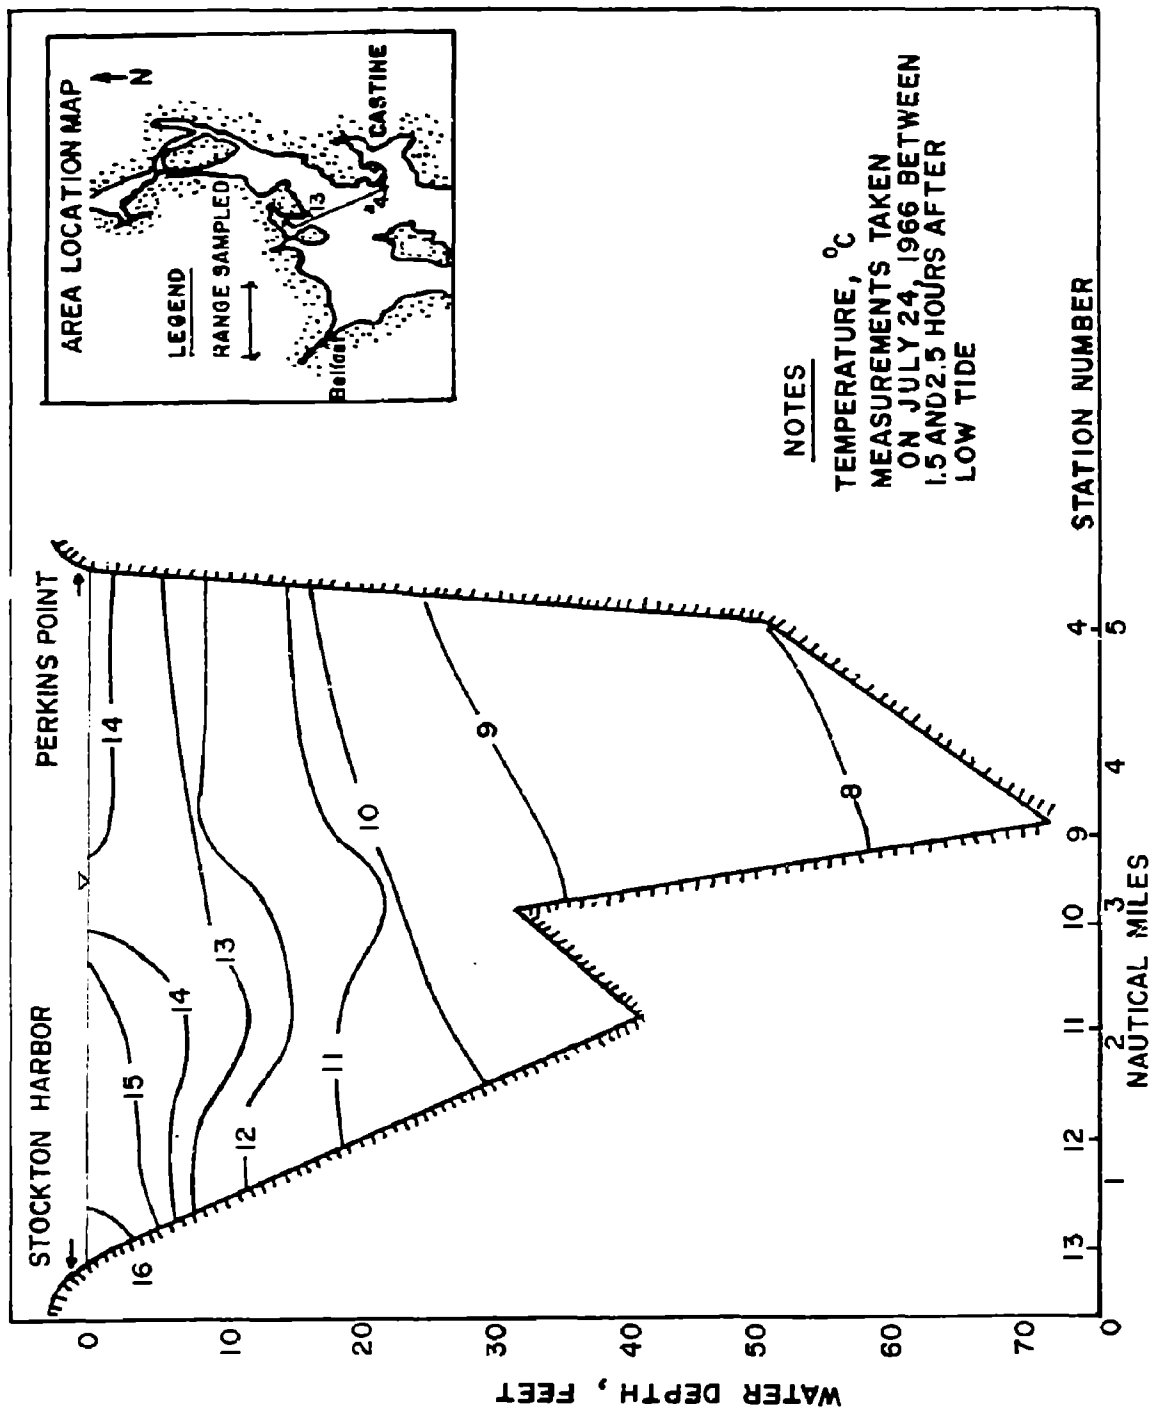 STOCKTON HARBOR
PERKINS POINT
AREA LOCATION MAP
N
LEGEND
RANGE SAMPLED
13
4
CASTINE
Belfast
16
15
14
14
13
12
11
10
9
8
NOTES
TEMPERATURE, °C
MEASUREMENTS TAKEN
ON JULY 24, 1966 BETWEEN
1.5 AND 2.5 HOURS AFTER
LOW TIDE
WATER DEPTH, FEET
0
10
20
30
40
50
60
70
13 12 11 10 9 4 STATION NUMBER
0 1 2 3 4 5
NAUTICAL MILES